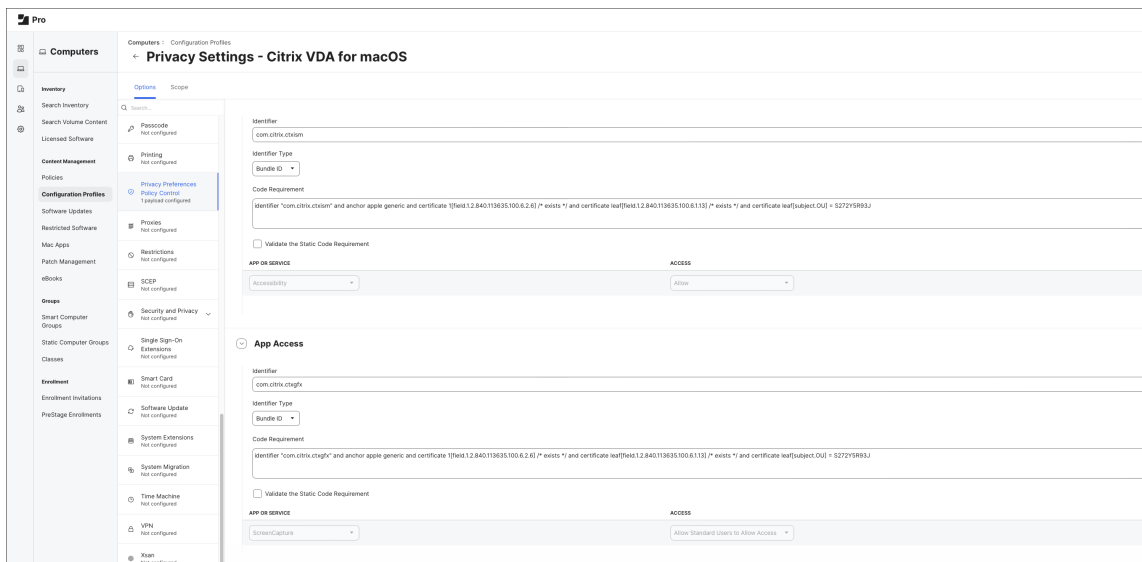 Pro
Computers
Computers : Configuration Profiles
← Privacy Settings - Citrix VDA for macOS
Options Scope
Inventory
Search Inventory
Search Volume Content
Licensed Software
Content Management
Policies
Configuration Profiles
Software Updates
Restricted Software
Mac Apps
Patch Management
eBooks
Groups
Smart Computer
Groups
Static Computer Groups
Classes
Enrollment
Enrollment Invitations
PreStage Enrollments
Search...
Passcode
Not configured
Printing
Not configured
Privacy Preferences
Policy Control
1 payload configured
Proxies
Not configured
Restrictions
Not configured
SCEP
Not configured
Security and Privacy
Not configured
Single Sign-On
Extensions
Not configured
Smart Card
Not configured
Software Update
Not configured
System Extensions
Not configured
System Migration
Not configured
Time Machine
Not configured
VPN
Not configured
Xsan
Not configured
Identifier
com.citrix.ctxism
Identifier Type
Bundle ID
Code Requirement
identifier "com.citrix.ctxism" and anchor apple generic and certificate 1[field.1.2.840.113635.100.6.2.6] /* exists */ and certificate leaf[field.1.2.840.113635.100.6.1.13] /* exists */ and certificate leaf[subject.OU] = S272Y5R93J
Validate the Static Code Requirement
APP OR SERVICE ACCESS
Accessibility Allow
App Access
Identifier
com.citrix.ctxgfx
Identifier Type
Bundle ID
Code Requirement
identifier "com.citrix.ctxgfx" and anchor apple generic and certificate 1[field.1.2.840.113635.100.6.2.6] /* exists */ and certificate leaf[field.1.2.840.113635.100.6.1.13] /* exists */ and certificate leaf[subject.OU] = S272Y5R93J
Validate the Static Code Requirement
APP OR SERVICE ACCESS
ScreenCapture Allow Standard Users to Allow Access